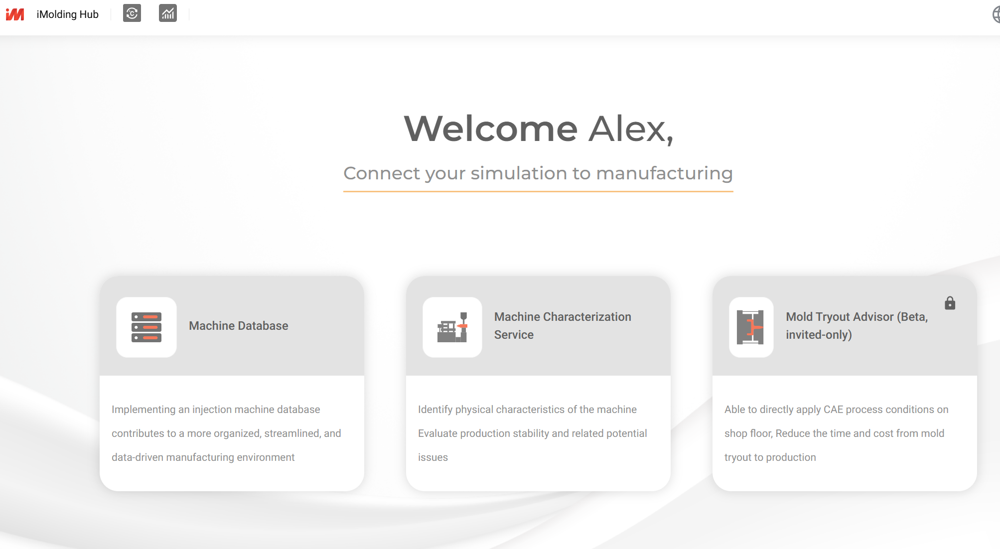 iM iMolding Hub
Welcome Alex,
Connect your simulation to manufacturing
Machine Database
Implementing an injection machine database
contributes to a more organized, streamlined, and
data-driven manufacturing environment
Machine Characterization
Service
Identify physical characteristics of the machine
Evaluate production stability and related potential
issues
Mold Tryout Advisor (Beta,
invited-only)
Able to directly apply CAE process conditions on
shop floor, Reduce the time and cost from mold
tryout to production